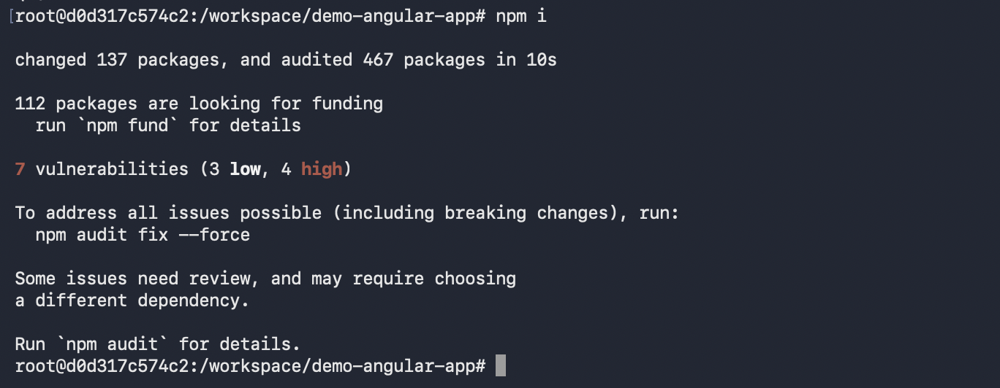 [root@d0d317c574c2:/workspace/demo-angular-app# npm i
changed 137 packages, and audited 467 packages in 10s
112 packages are looking for funding
  run `npm fund` for details
7 vulnerabilities (3 low, 4 high)
To address all issues possible (including breaking changes), run:
  npm audit fix --force
Some issues need review, and may require choosing
a different dependency.
Run `npm audit` for details.
root@d0d317c574c2:/workspace/demo-angular-app#